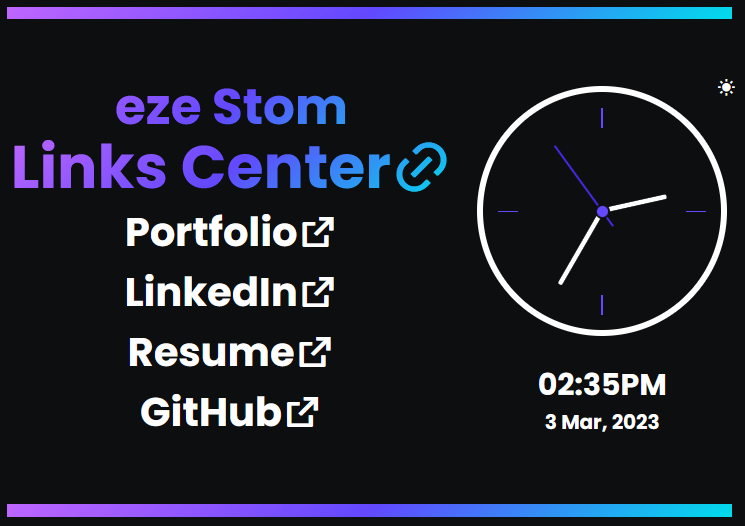 eze Stom
Links Center
Portfolio
LinkedIn
Resume
GitHub
02:35PM
3 Mar, 2023